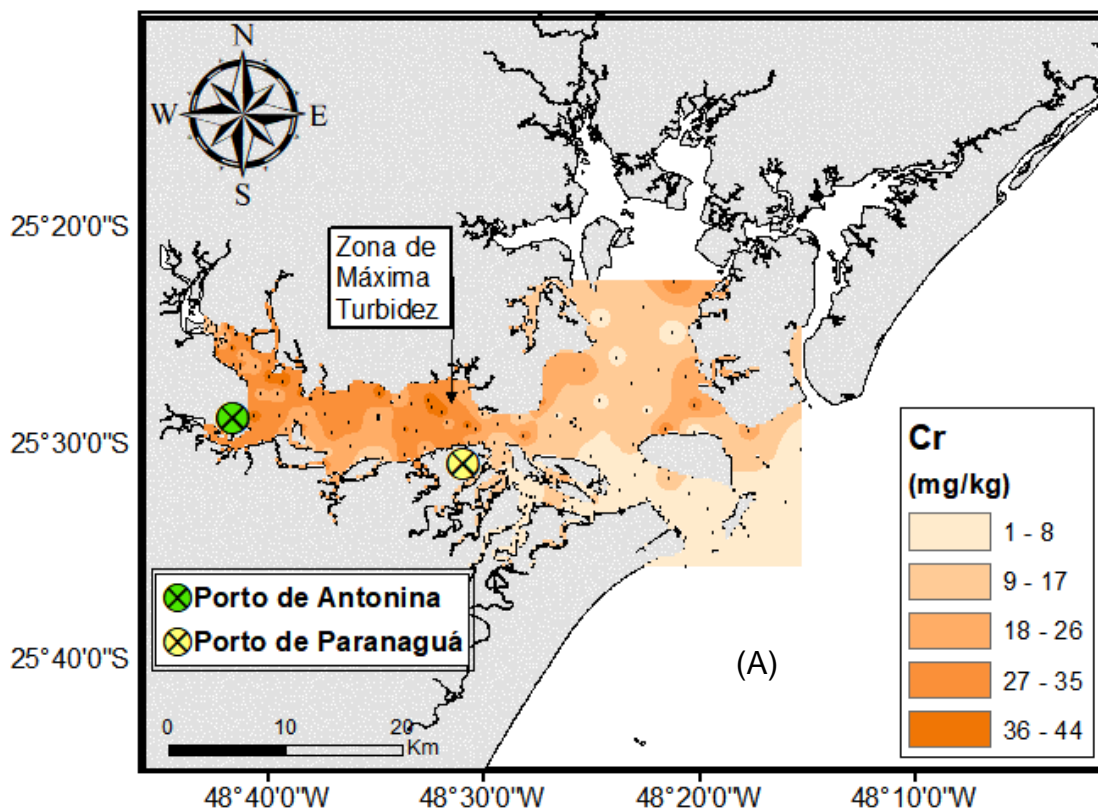 N
W
E
S
25°20'0"S
25°30'0"S
25°40'0"S
Zona de
Máxima
Turbidez
Porto de Antonina
Porto de Paranaguá
0
10
20
Km
(A)
Cr
(mg/kg)
1 - 8
9 - 17
18 - 26
27 - 35
36 - 44
48°40'0"W
48°30'0"W
48°20'0"W
48°10'0"W